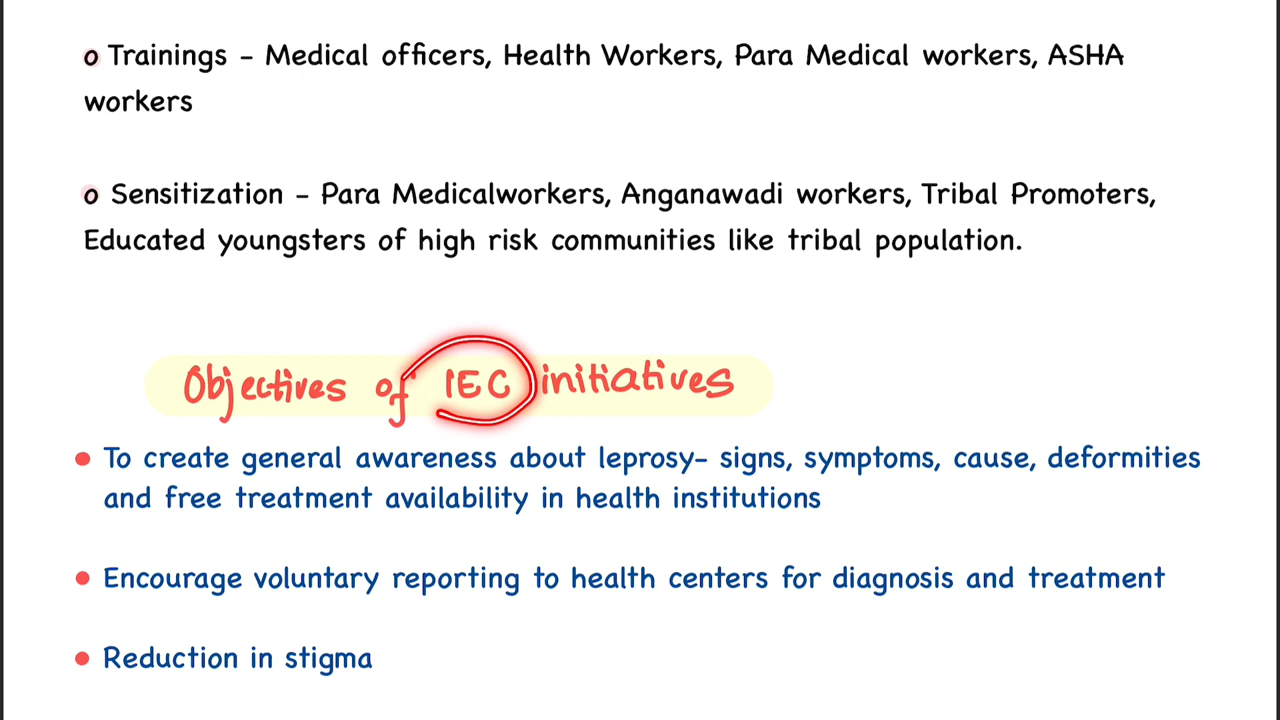 o Trainings - Medical officers, Health Workers, Para Medical workers, ASHA
workers
o Sensitization - Para Medicalworkers, Anganawadi workers, Tribal Promoters,
Educated youngsters of high risk communities like tribal population.
Objectives of IEC initiatives
• To create general awareness about leprosy- signs, symptoms, cause, deformities
and free treatment availability in health institutions
• Encourage voluntary reporting to health centers for diagnosis and treatment
• Reduction in stigma